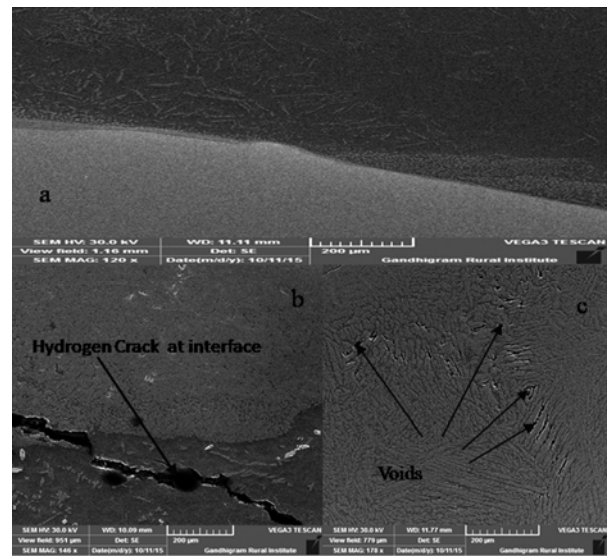 a
SEM HV: 30.0 kV WD: 11.11 mm VEGA3 TESCAN
View field: 1.16 mm Det: SE 200 µm
SEM MAG: 120 x Date(m/d/y): 10/11/15 Gandhigram Rural Institute
b
Hydrogen Crack at interface
SEM HV: 30.0 kV WD: 10.09 mm VEGA3 TESCAN
View field: 951 µm Det: SE 200 µm
SEM MAG: 146 x Date(m/d/y): 10/11/15 Gandhigram Rural Institute
c
Voids
SEM HV: 30.0 kV WD: 11.77 mm VEGA3 TESCAN
View field: 779 µm Det: SE 200 µm
SEM MAG: 178 x Date(m/d/y): 10/11/15 Gandhigram Rural Institute